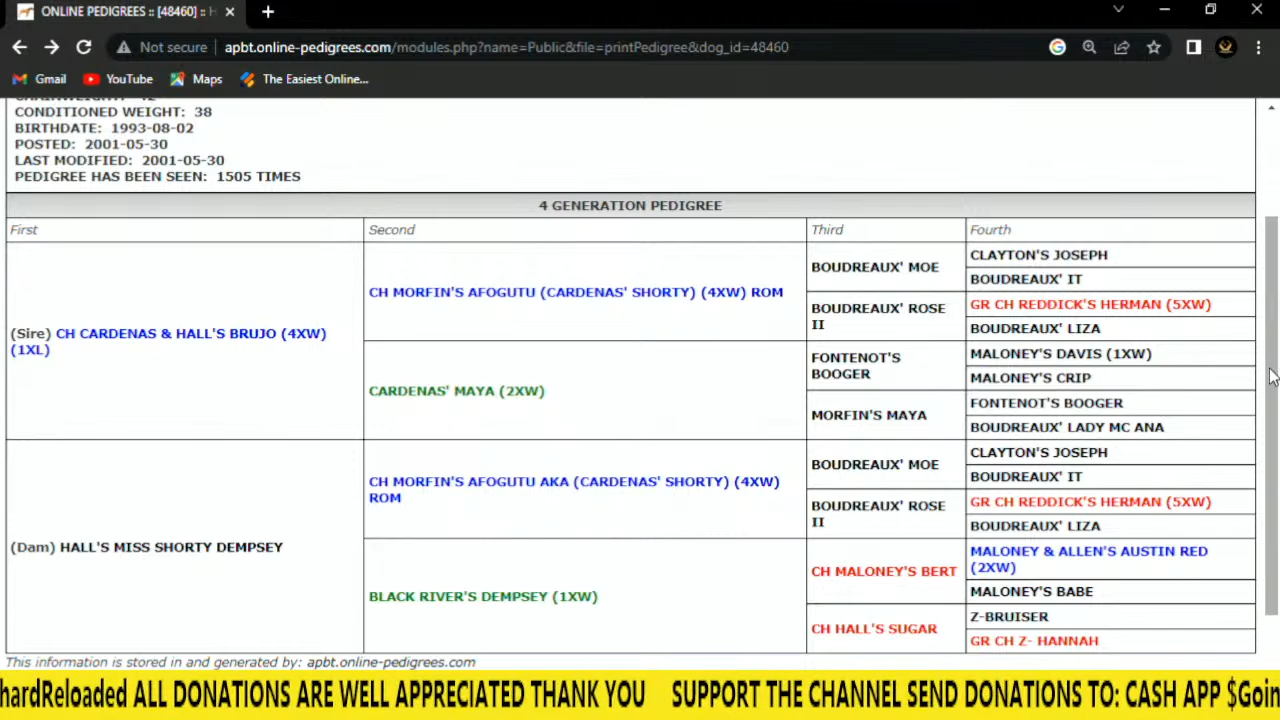 ONLINE PEDIGREES :: [48460] :: H
Not secure apbt.online-pedigrees.com/modules.php?name=Public&file=printPedigree&dog_id=48460
Gmail YouTube Maps The Easiest Online...
CONDITIONED WEIGHT: 38
BIRTHDATE: 1993-08-02
POSTED: 2001-05-30
LAST MODIFIED: 2001-05-30
PEDIGREE HAS BEEN SEEN: 1505 TIMES
4 GENERATION PEDIGREE
First Second Third Fourth
(Sire) CH CARDENAS & HALL'S BRUJO (4XW)
(1XL)
CH MORFIN'S AFOGUTU (CARDENAS' SHORTY) (4XW) ROM
BOUDREAUX' MOE
CLAYTON'S JOSEPH
BOUDREAUX' IT
BOUDREAUX' ROSE
II
GR CH REDDICK'S HERMAN (5XW)
BOUDREAUX' LIZA
CARDENAS' MAYA (2XW)
FONTENOT'S
BOOGER
MALONEY'S DAVIS (1XW)
MALONEY'S CRIP
MORFIN'S MAYA
FONTENOT'S BOOGER
BOUDREAUX' LADY MC ANA
(Dam) HALL'S MISS SHORTY DEMPSEY
CH MORFIN'S AFOGUTU AKA (CARDENAS' SHORTY) (4XW)
ROM
BOUDREAUX' MOE
CLAYTON'S JOSEPH
BOUDREAUX' IT
BOUDREAUX' ROSE
II
GR CH REDDICK'S HERMAN (5XW)
BOUDREAUX' LIZA
BLACK RIVER'S DEMPSEY (1XW)
CH MALONEY'S BERT
MALONEY & ALLEN'S AUSTIN RED
(2XW)
MALONEY'S BABE
CH HALL'S SUGAR
Z-BRUISER
GR CH Z- HANNAH
This information is stored in and generated by: apbt.online-pedigrees.com
hardReloaded ALL DONATIONS ARE WELL APPRECIATED THANK YOU SUPPORT THE CHANNEL SEND DONATIONS TO: CASH APP $Goin